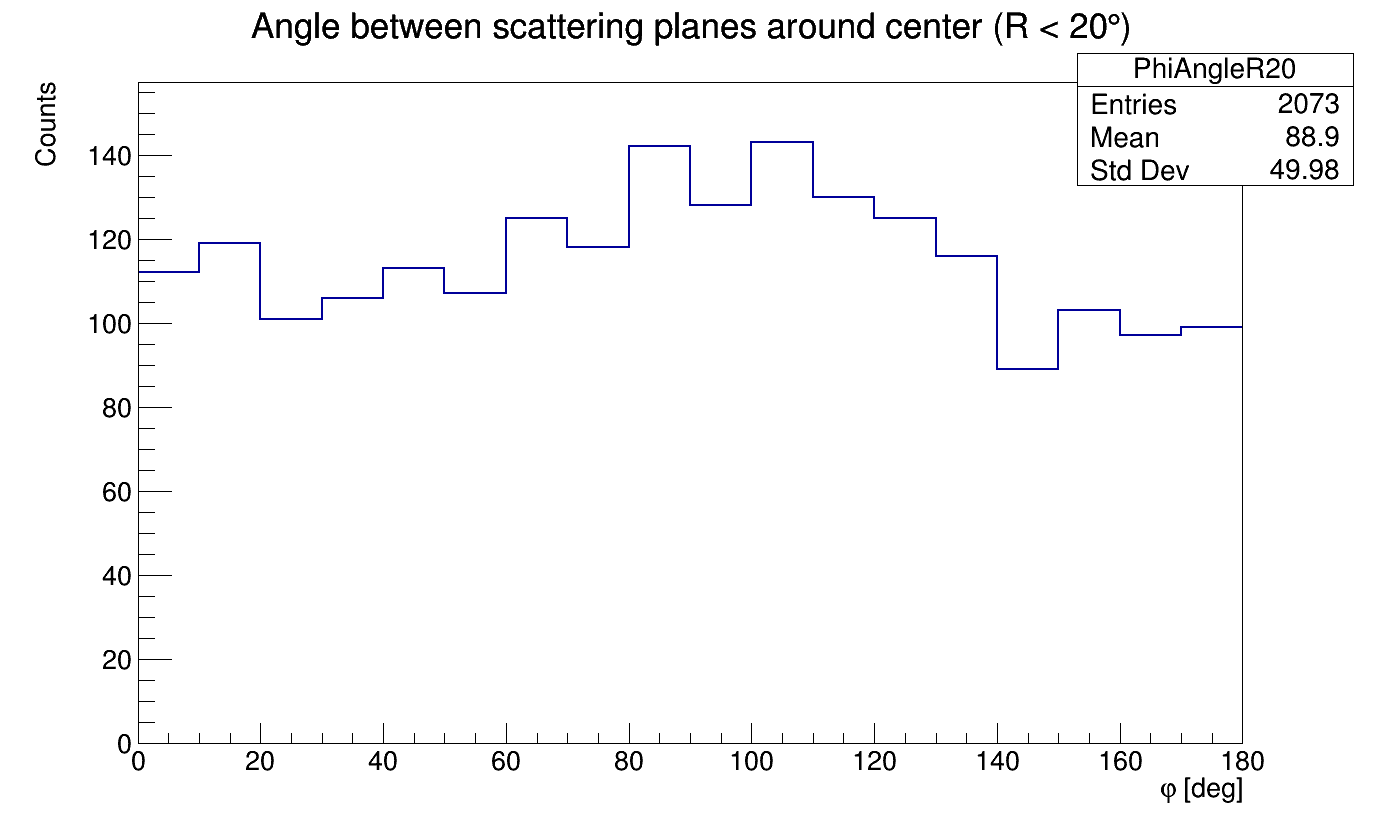 Angle between scattering planes around center (R < 20°)
PhiAngleR20
Entries 2073
Mean 88.9
Std Dev 49.98
Counts
140
120
100
80
60
40
20
0
0 20 40 60 80 100 120 140 160 180
φ [deg]